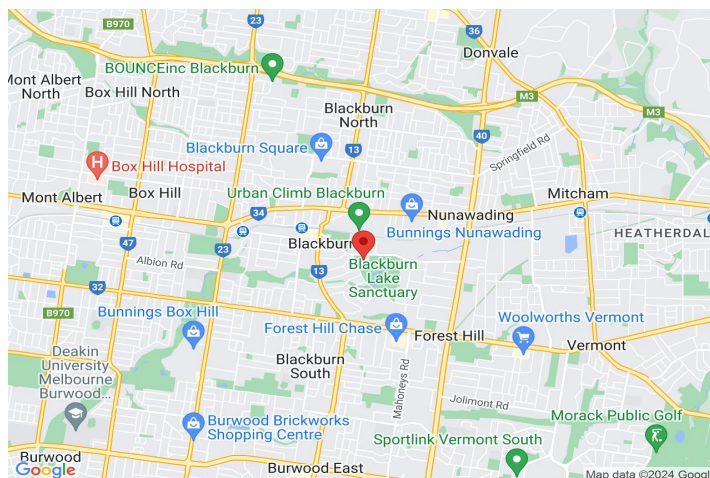 23
B970
36
Donvale
BOUNCEinc Blackburn
Mont Albert
North
Box Hill North
M3
Blackburn
North
M3
40
Blackburn Square
13
Springfield Rd
Box Hill Hospital
Mont Albert
Box Hill
Urban Climb Blackburn
Mitcham
34
Nunawading
47
23
Blackburn
Bunnings Nunawading
HEATHERDAL
Albion Rd
13
Blackburn
Lake
Sanctuary
32
B970
Bunnings Box Hill
Forest Hill Chase
Forest Hill
Woolworths Vermont
Vermont
Deakin
University
Melbourne
Burwood...
Blackburn
South
Mahoneys Rd
Jolimont Rd
Morack Public Golf
Burwood Brickworks
Shopping Centre
Sportlink Vermont South
Burwood
Burwood East
Google
Map data ©2024 Googl